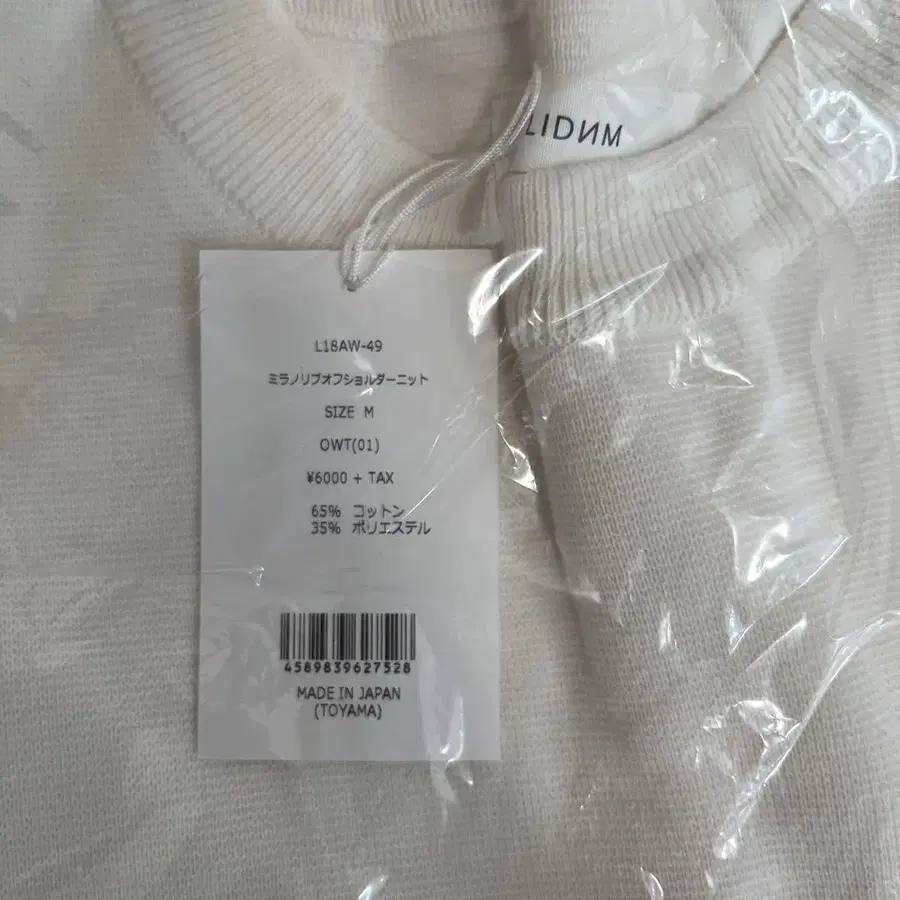 LIDИM
L18AW-49
ミラノリブオフショルダーニット
SIZE M
OWT(01)
¥6000 + TAX
65% コットン
35% ポリエステル
4589839627528
MADE IN JAPAN
(TOYAMA)